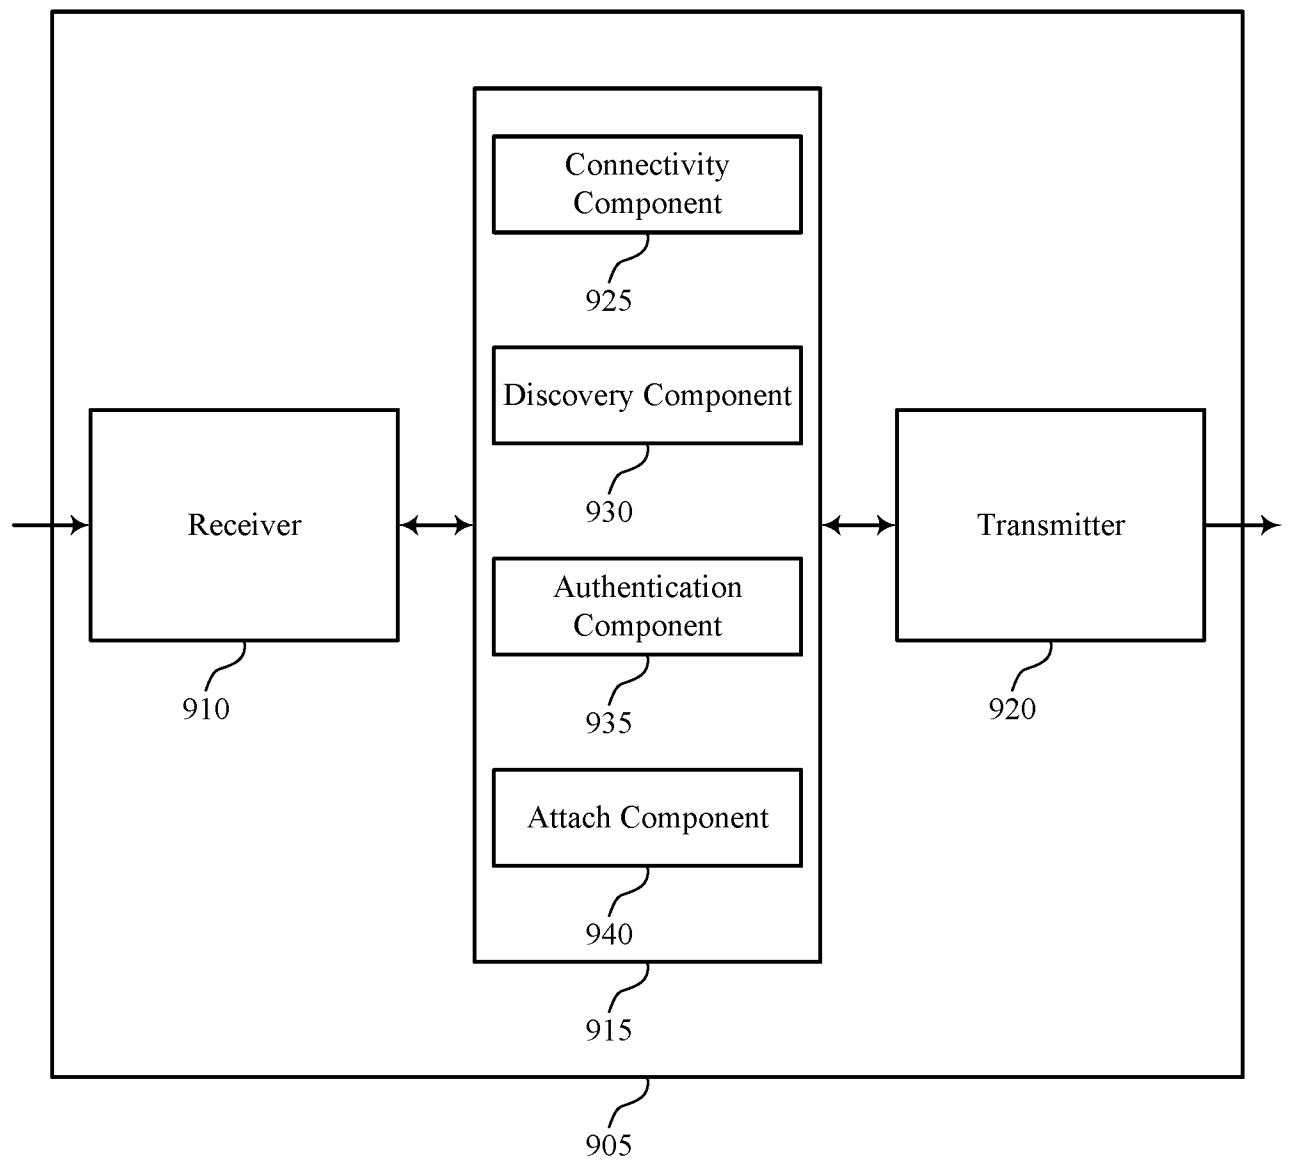 Connectivity
Component
925
Discovery Component
930
Receiver
910
Authentication
Component
935
Transmitter
920
Attach Component
940
915
905